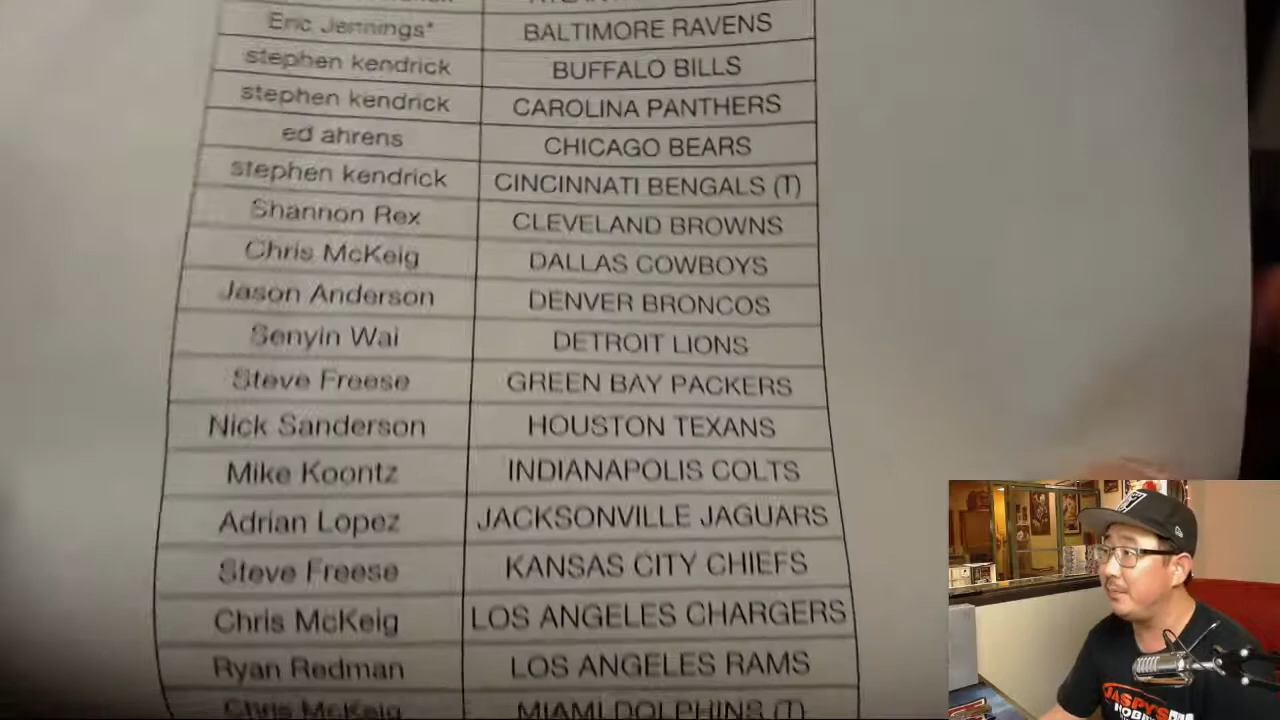 Eric Jennings* BALTIMORE RAVENS
stephen kendrick BUFFALO BILLS
stephen kendrick CAROLINA PANTHERS
ed ahrens CHICAGO BEARS
stephen kendrick CINCINNATI BENGALS (T)
Shannon Rex CLEVELAND BROWNS
Chris McKeig DALLAS COWBOYS
Jason Anderson DENVER BRONCOS
Senyin Wai DETROIT LIONS
Steve Freese GREEN BAY PACKERS
Nick Sanderson HOUSTON TEXANS
Mike Koontz INDIANAPOLIS COLTS
Adrian Lopez JACKSONVILLE JAGUARS
Steve Freese KANSAS CITY CHIEFS
Chris McKeig LOS ANGELES CHARGERS
Ryan Redman LOS ANGELES RAMS
Chris McKeig MIAMI DOLPHINS (T)
JASPY'S